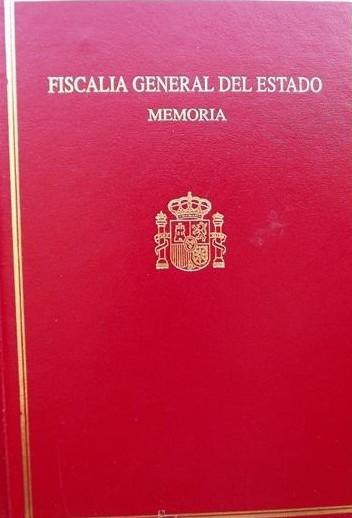 FISCALIA GENERAL DEL ESTADO
MEMORIA